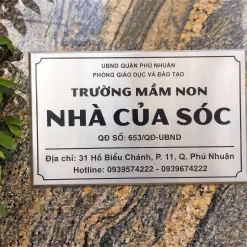 UBND QUẬN PHÚ NHUẬN
PHÒNG GIÁO DỤC VÀ ĐÀO TẠO
TRƯỜNG MẦM NON
NHÀ CỦA SÓC
QĐ SỐ: 653/QĐ-UBND
Địa chỉ: 31 Hồ Biểu Chánh, P. 11, Q. Phú Nhuận
Hotline: 0939574222 - 0939674222